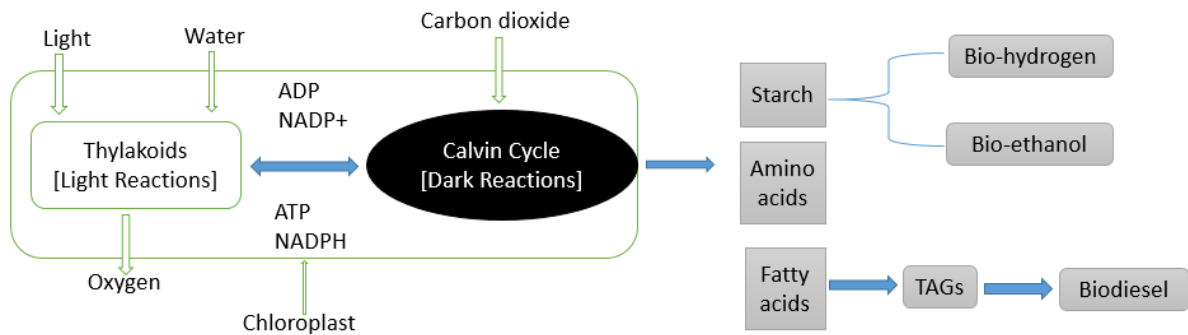 Light
Water
Carbon dioxide
ADP
NADP+
Thylakoids
[Light Reactions]
Calvin Cycle
[Dark Reactions]
ATP
NADPH
Oxygen
Chloroplast
Starch
Bio-hydrogen
Bio-ethanol
Amino
acids
Fatty
acids
TAGs
Biodiesel